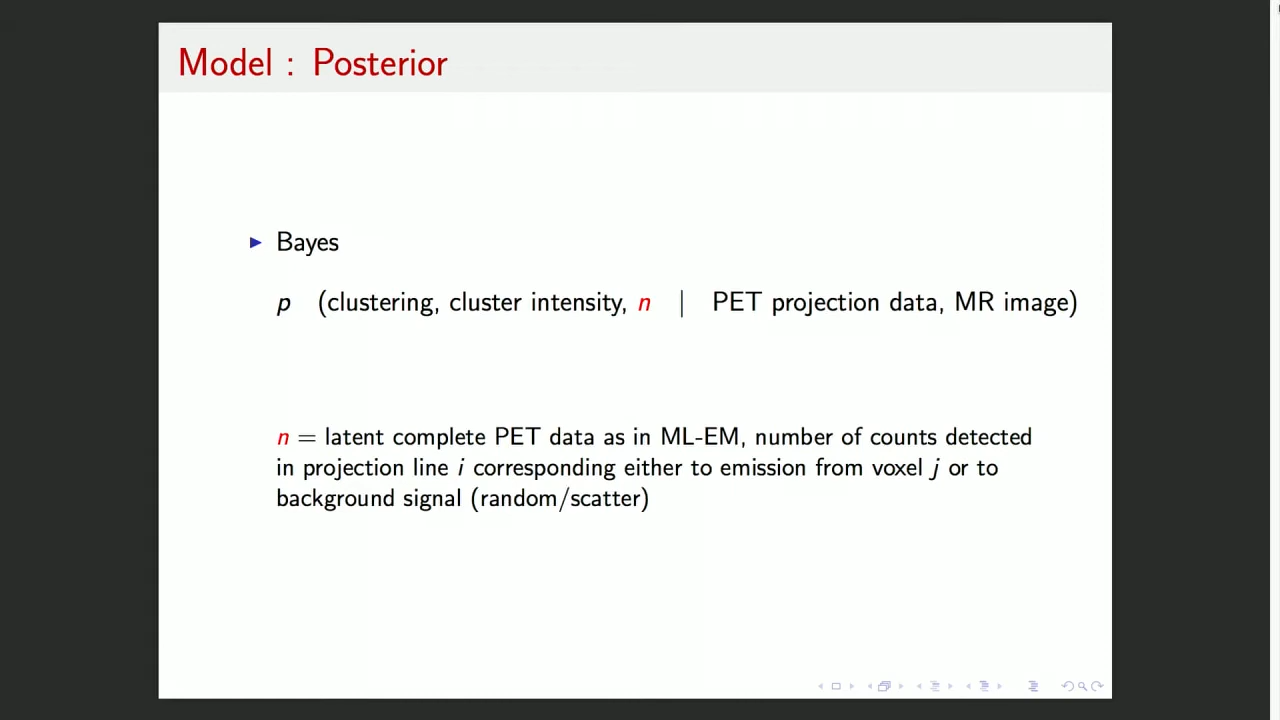 Model : Posterior
▶ Bayes
p (clustering, cluster intensity, n | PET projection data, MR image)
n = latent complete PET data as in ML-EM, number of counts detected
in projection line i corresponding either to emission from voxel j or to
background signal (random/scatter)